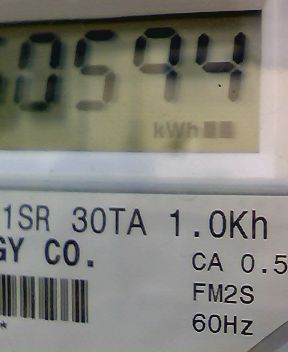 0594
kWh
1SR 30TA 1.0Kh
GY CO.
CA 0.5
FM2S
60Hz